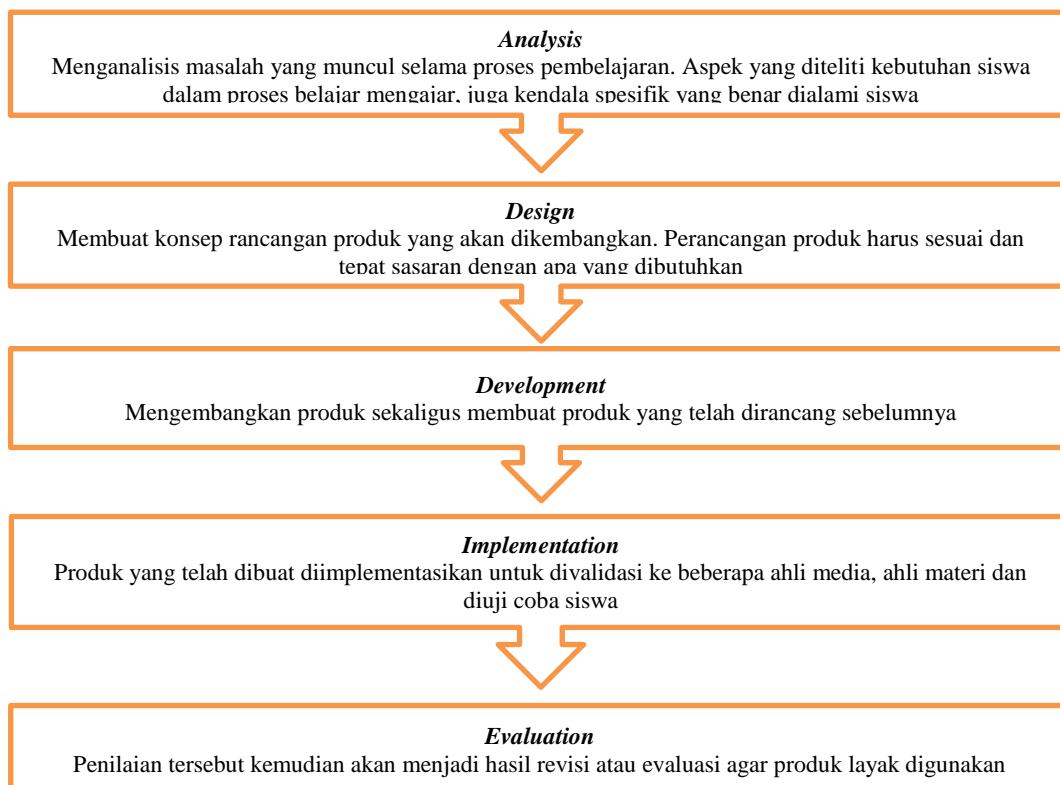 Analysis
Menganalisis masalah yang muncul selama proses pembelajaran. Aspek yang diteliti kebutuhan siswa
dalam proses belajar mengajar, juga kendala spesifik yang benar dialami siswa
Design
Membuat konsep rancangan produk yang akan dikembangkan. Perancangan produk harus sesuai dan
tepat sasaran dengan apa yang dibutuhkan
Development
Mengembangkan produk sekaligus membuat produk yang telah dirancang sebelumnya
Implementation
Produk yang telah dibuat diimplementasikan untuk divalidasi ke beberapa ahli media, ahli materi dan
diuji coba siswa
Evaluation
Penilaian tersebut kemudian akan menjadi hasil revisi atau evaluasi agar produk layak digunakan